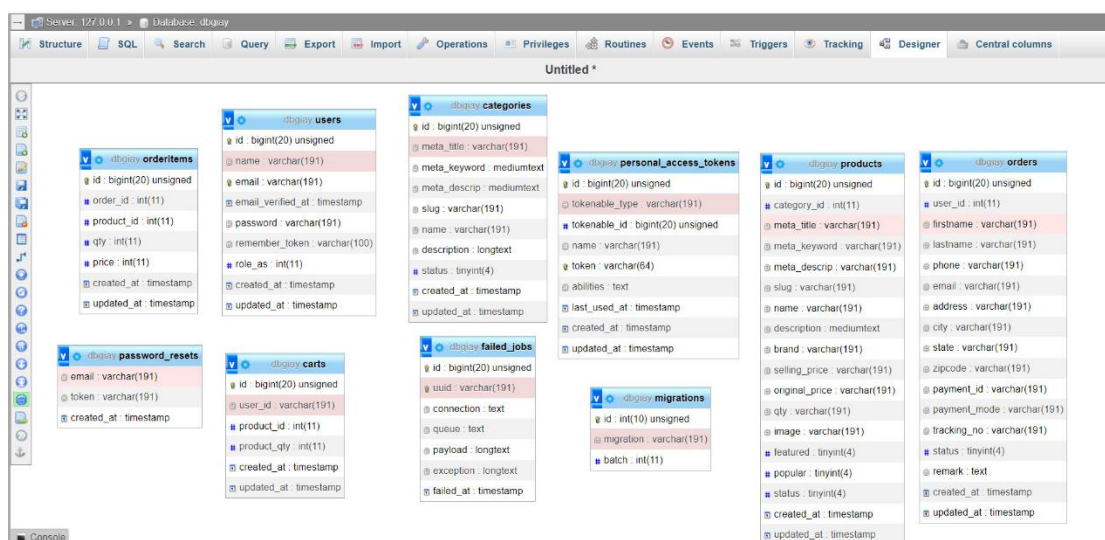 Server: 127.0.0.1 » Database: dbgiay
Structure SQL Search Query Export Import Operations Privileges Routines Events Triggers Tracking Designer Central columns
Untitled *
dbgiay orderitems
id : bigint(20) unsigned
order_id : int(11)
product_id : int(11)
qty : int(11)
price : int(11)
created_at : timestamp
updated_at : timestamp
dbgiay users
id : bigint(20) unsigned
name : varchar(191)
email : varchar(191)
email_verified_at : timestamp
password : varchar(191)
remember_token : varchar(100)
role_as : int(11)
created_at : timestamp
updated_at : timestamp
dbgiay categories
id : bigint(20) unsigned
meta_title : varchar(191)
meta_keyword : mediumtext
meta_descrip : mediumtext
slug : varchar(191)
name : varchar(191)
description : longtext
status : tinyint(4)
created_at : timestamp
updated_at : timestamp
dbgiay personal_access_tokens
id : bigint(20) unsigned
tokenable_type : varchar(191)
tokenable_id : bigint(20) unsigned
name : varchar(191)
token : varchar(64)
abilities : text
last_used_at : timestamp
created_at : timestamp
updated_at : timestamp
dbgiay products
id : bigint(20) unsigned
category_id : int(11)
meta_title : varchar(191)
meta_keyword : varchar(191)
meta_descrip : varchar(191)
slug : varchar(191)
name : varchar(191)
description : mediumtext
brand : varchar(191)
selling_price : varchar(191)
original_price : varchar(191)
qty : varchar(191)
image : varchar(191)
featured : tinyint(4)
popular : tinyint(4)
status : tinyint(4)
created_at : timestamp
updated_at : timestamp
dbgiay orders
id : bigint(20) unsigned
user_id : int(11)
firstname : varchar(191)
lastname : varchar(191)
phone : varchar(191)
email : varchar(191)
address : varchar(191)
city : varchar(191)
state : varchar(191)
zipcode : varchar(191)
payment_id : varchar(191)
payment_mode : varchar(191)
tracking_no : varchar(191)
status : tinyint(4)
remark : text
created_at : timestamp
updated_at : timestamp
dbgiay password_resets
email : varchar(191)
token : varchar(191)
created_at : timestamp
dbgiay carts
id : bigint(20) unsigned
user_id : varchar(191)
product_id : int(11)
product_qty : int(11)
created_at : timestamp
updated_at : timestamp
dbgiay failed_jobs
id : bigint(20) unsigned
uuid : varchar(191)
connection : text
queue : text
payload : longtext
exception : longtext
failed_at : timestamp
dbgiay migrations
id : int(10) unsigned
migration : varchar(191)
batch : int(11)
Console